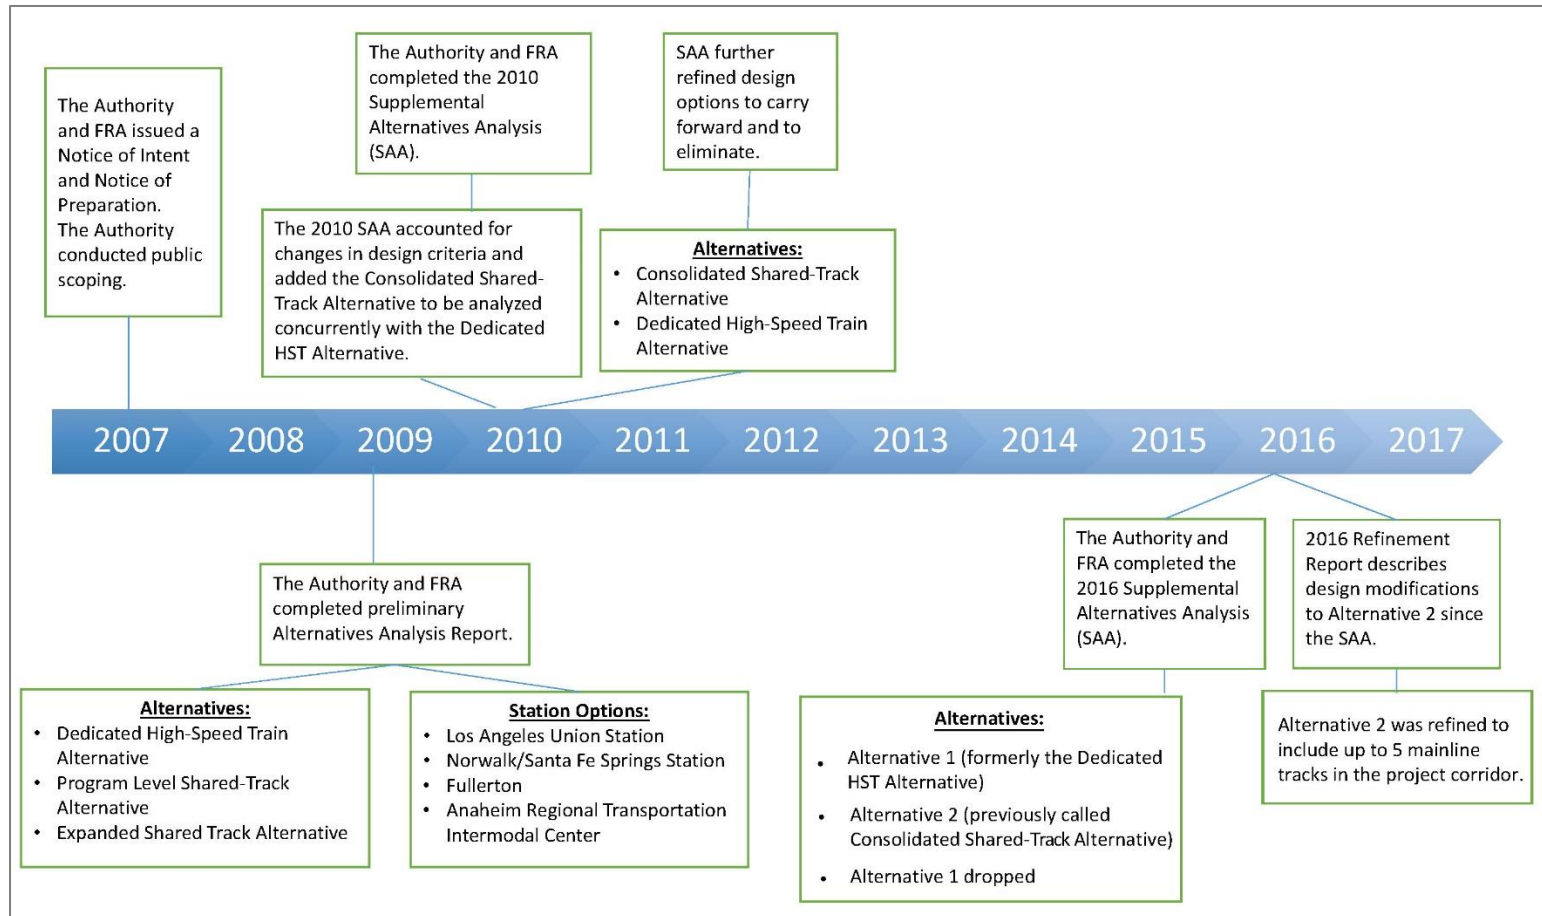 The Authority
and FRA issued a
Notice of Intent
and Notice of
Preparation.
The Authority
conducted public
scoping.
The Authority and FRA
completed the 2010
Supplemental
Alternatives Analysis
(SAA).
The 2010 SAA accounted for
changes in design criteria and
added the Consolidated Shared-
Track Alternative to be analyzed
concurrently with the Dedicated
HST Alternative.
SAA further
refined design
options to carry
forward and to
eliminate.
Alternatives:
• Consolidated Shared-Track
Alternative
• Dedicated High-Speed Train
Alternative
2007 2008 2009 2010 2011 2012 2013 2014 2015 2016 2017
The Authority and FRA
completed preliminary
Alternatives Analysis Report.
Alternatives:
• Dedicated High-Speed Train
Alternative
• Program Level Shared-Track
Alternative
• Expanded Shared Track Alternative
Station Options:
• Los Angeles Union Station
• Norwalk/Santa Fe Springs Station
• Fullerton
• Anaheim Regional Transportation
Intermodal Center
The Authority and
FRA completed the
2016 Supplemental
Alternatives Analysis
(SAA).
Alternatives:
• Alternative 1 (formerly the Dedicated
HST Alternative)
• Alternative 2 (previously called
Consolidated Shared-Track Alternative)
• Alternative 1 dropped
2016 Refinement
Report describes
design modifications
to Alternative 2 since
the SAA.
Alternative 2 was refined to
include up to 5 mainline
tracks in the project corridor.